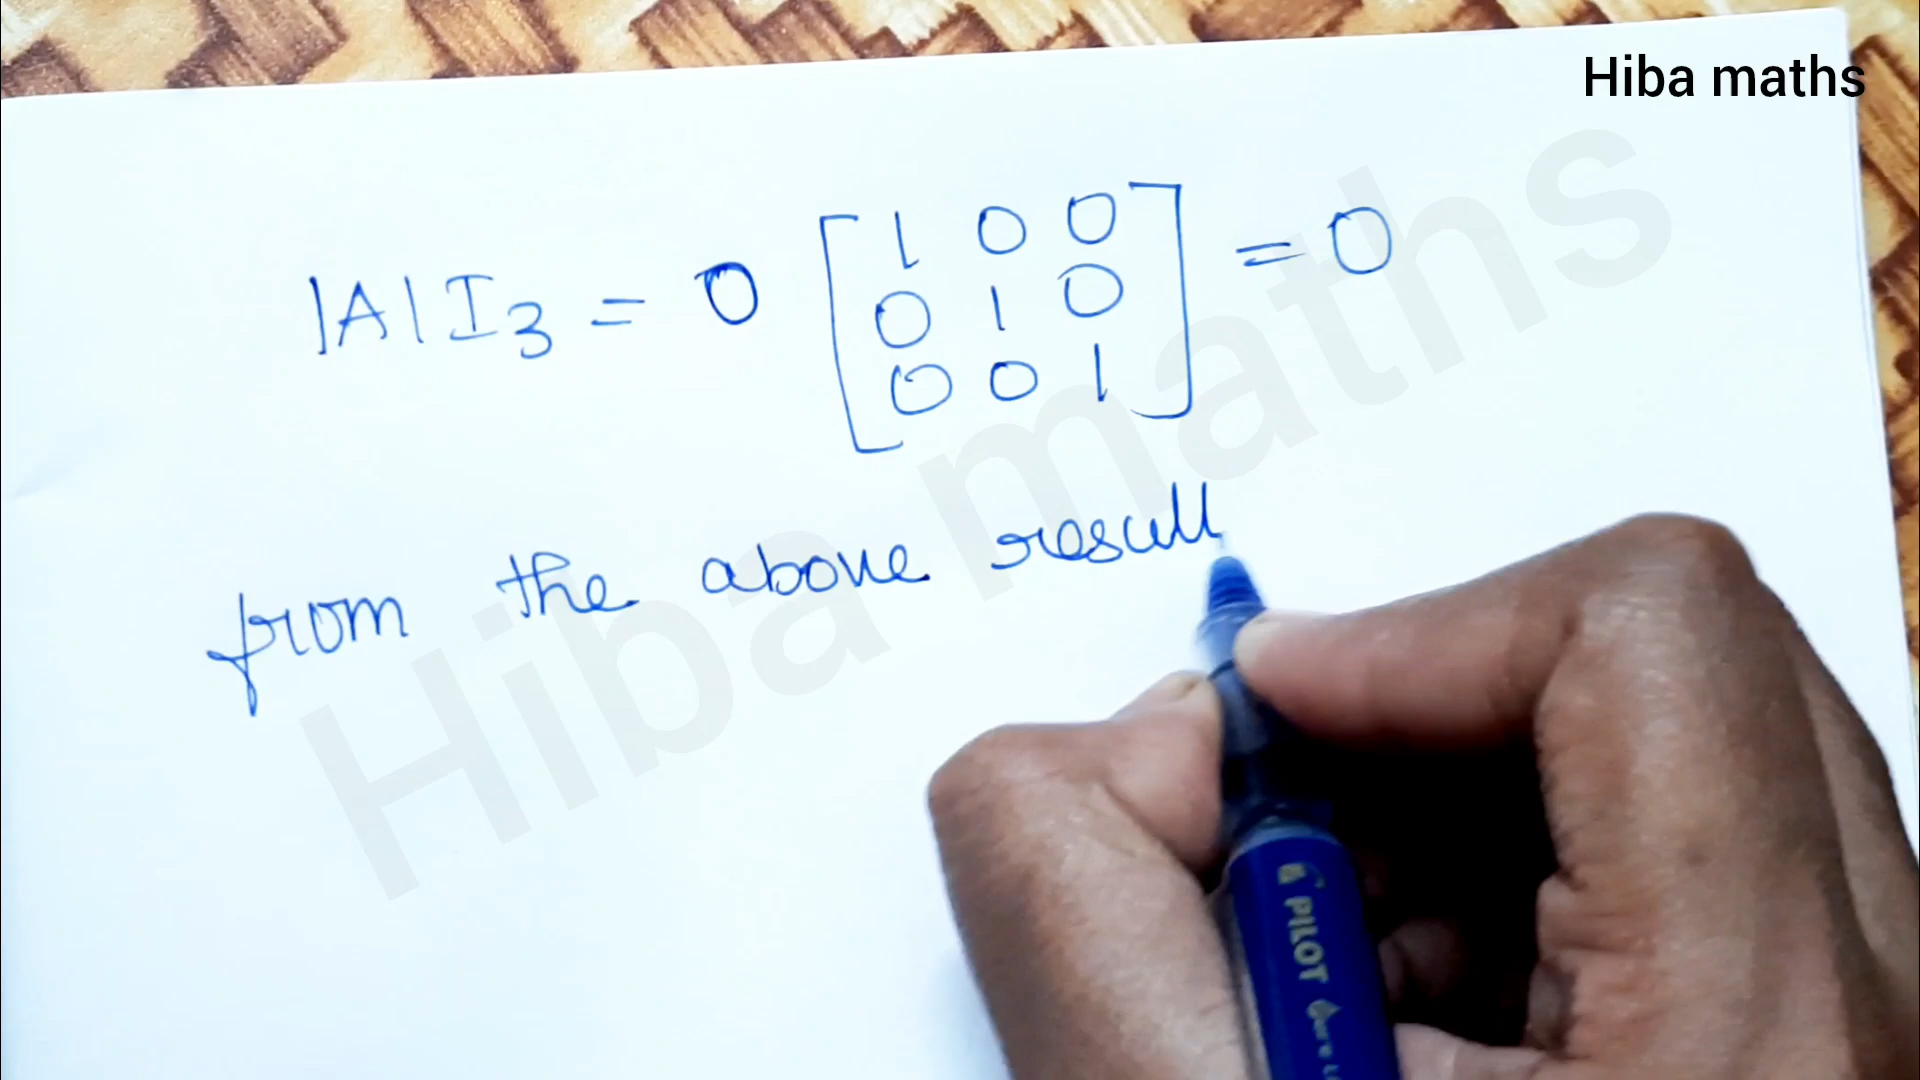 Hiba maths
|A| I3 = 0 [1 0 0
0 1 0
0 0 1] = 0
from the above result
Hiba maths
PILOT